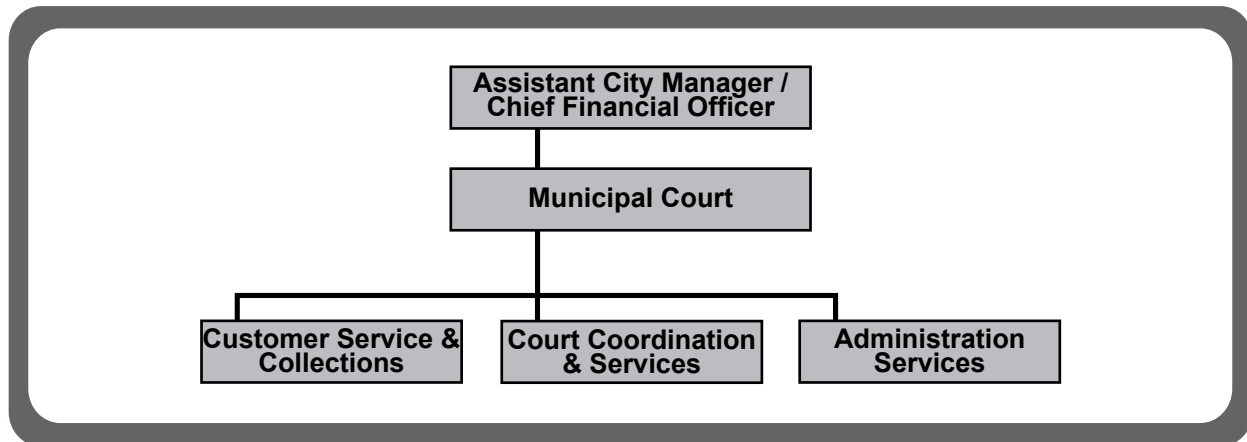 Assistant City Manager /
Chief Financial Officer
Municipal Court
Customer Service &
Collections
Court Coordination
& Services
Administration
Services